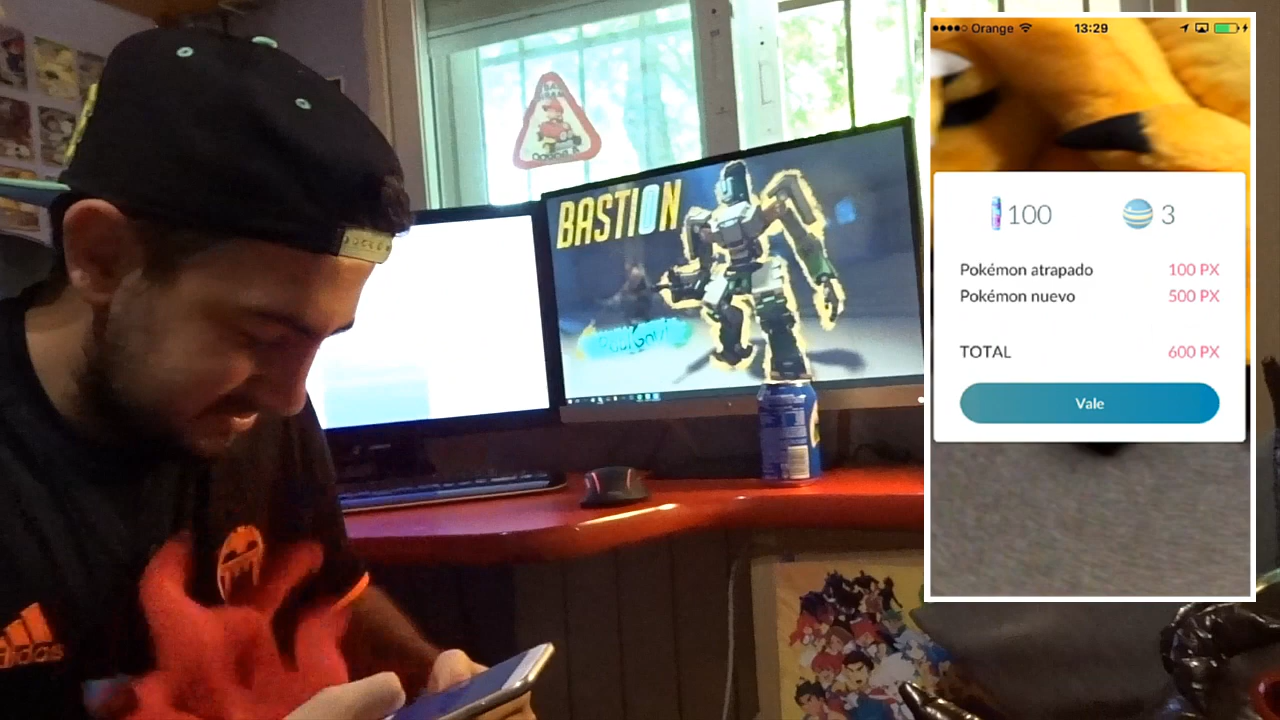 Orange
13:29
100
3
Pokémon atrapado
100 PX
Pokémon nuevo
500 PX
TOTAL
600 PX
Vale
BASTION
adidas